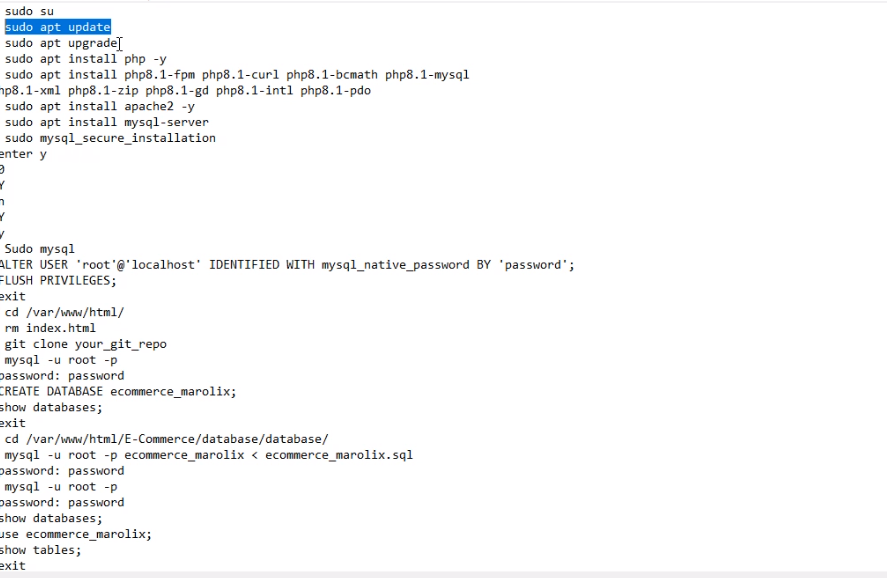 sudo su
sudo apt update
sudo apt upgrade
sudo apt install php -y
sudo apt install php8.1-fpm php8.1-curl php8.1-bcmath php8.1-mysql
hp8.1-xml php8.1-zip php8.1-gd php8.1-intl php8.1-pdo
sudo apt install apache2 -y
sudo apt install mysql-server
sudo mysql_secure_installation
enter y
0
Y
n
Y
y
Sudo mysql
ALTER USER 'root'@'localhost' IDENTIFIED WITH mysql_native_password BY 'password';
FLUSH PRIVILEGES;
exit
cd /var/www/html/
rm index.html
git clone your_git_repo
mysql -u root -p
password: password
CREATE DATABASE ecommerce_marolix;
show databases;
exit
cd /var/www/html/E-Commerce/database/database/
mysql -u root -p ecommerce_marolix < ecommerce_marolix.sql
password: password
mysql -u root -p
password: password
show databases;
use ecommerce_marolix;
show tables;
exit